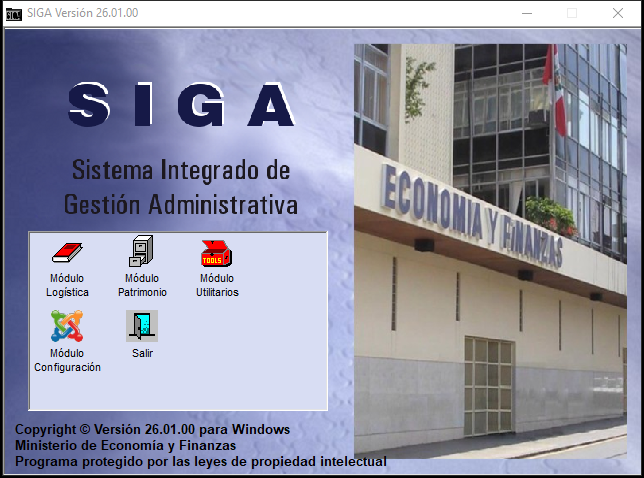 SIGA Versión 26.01.00
SIGA
Sistema Integrado de
Gestión Administrativa
ECONOMIA Y FINANZAS
TOOLS
Módulo
Logística
Módulo
Patrimonio
Módulo
Utilitarios
Módulo
Configuración
Salir
Copyright © Versión 26.01.00 para Windows
Ministerio de Economía y Finanzas
Programa protegido por las leyes de propiedad intelectual